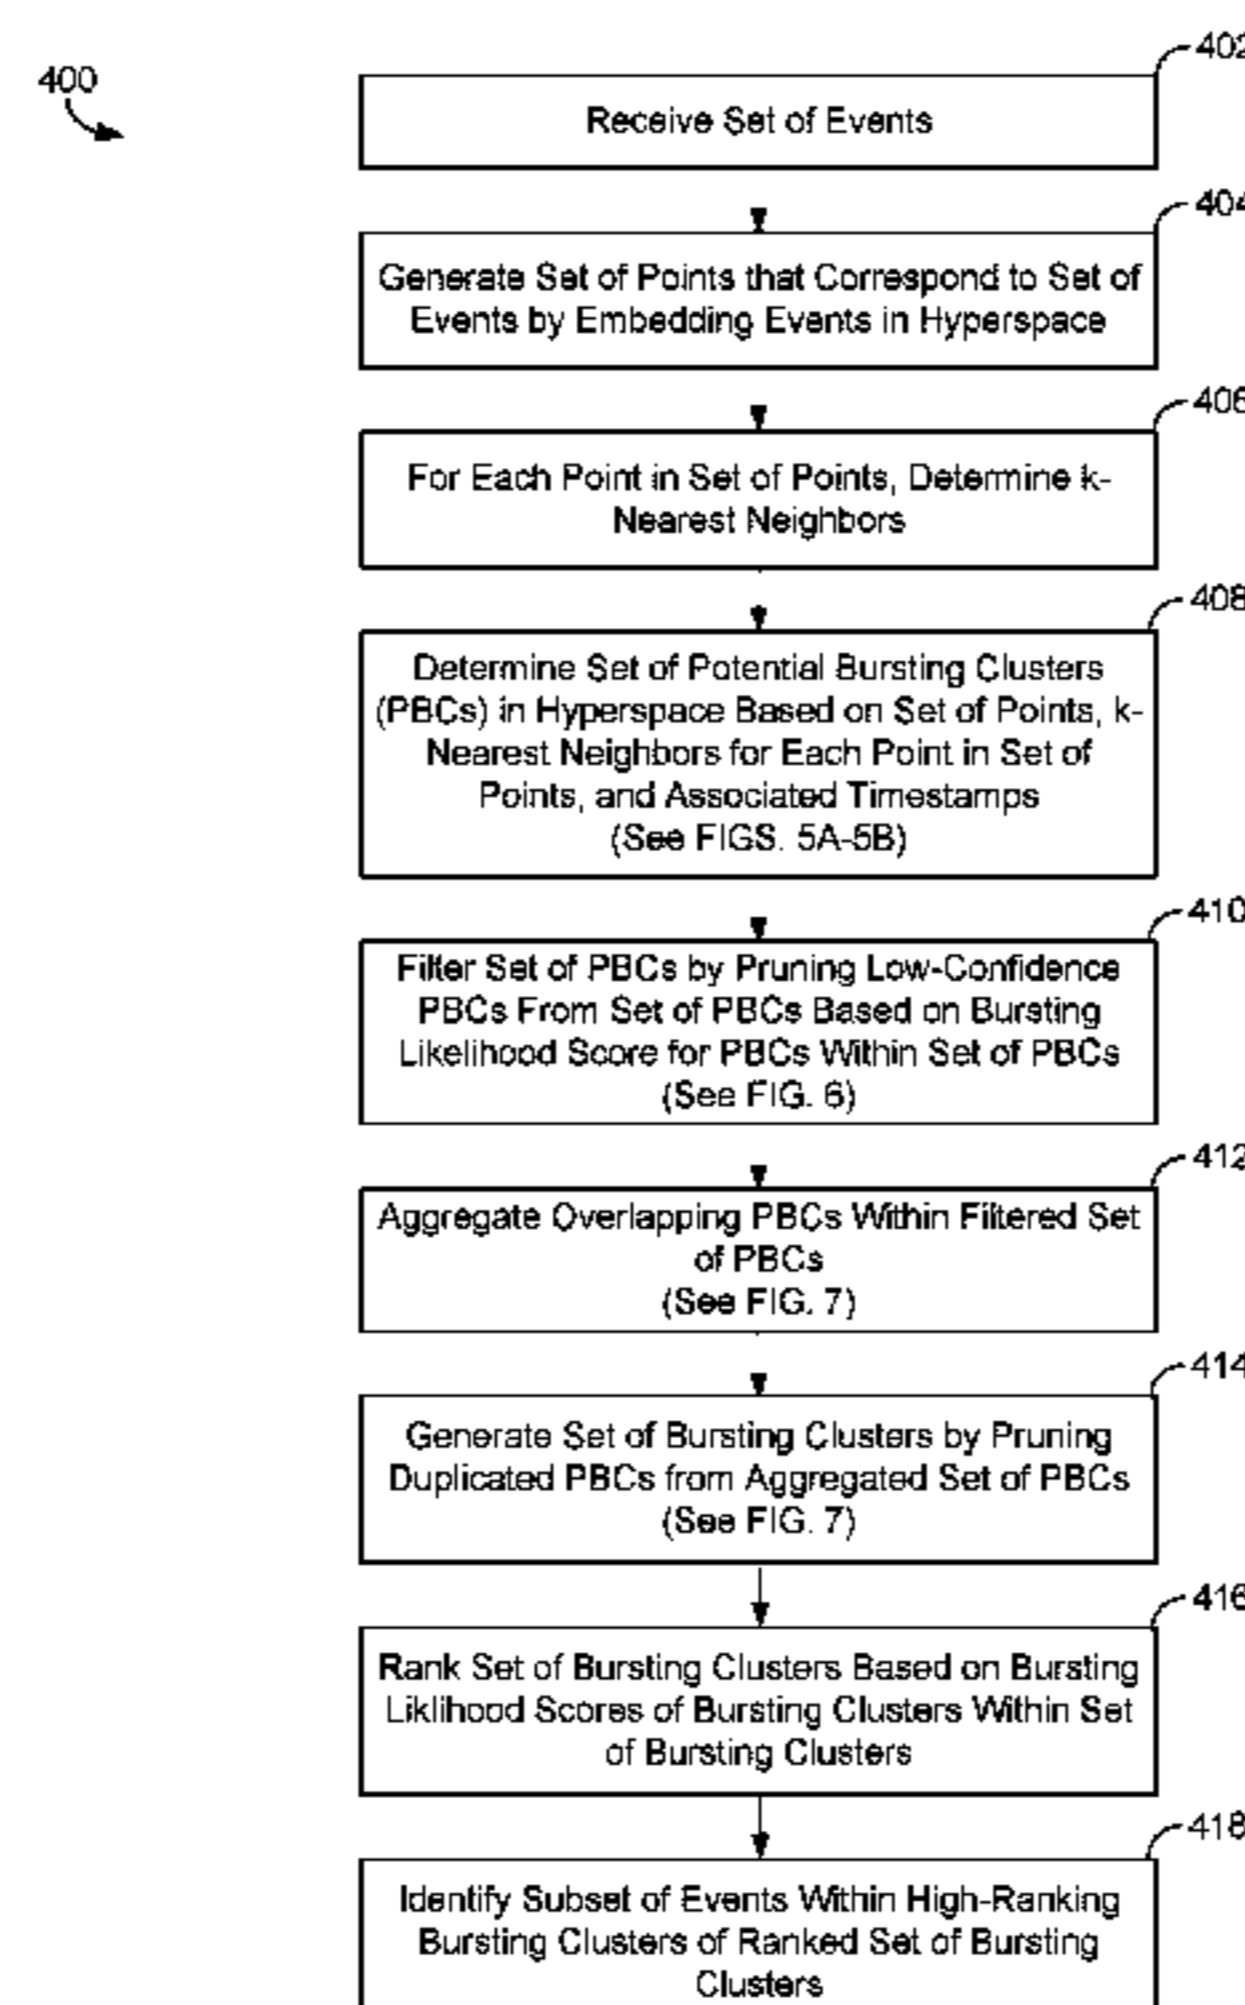 400
402
Receive Set of Events
404
Generate Set of Points that Correspond to Set of
Events by Embedding Events in Hyperspace
406
For Each Point in Set of Points, Determine k-
Nearest Neighbors
408
Determine Set of Potential Bursting Clusters
(PBCs) in Hyperspace Based on Set of Points, k-
Nearest Neighbors for Each Point in Set of
Points, and Associated Timestamps
(See FIGS. 5A-5B)
410
Filter Set of PBCs by Pruning Low-Confidence
PBCs From Set of PBCs Based on Bursting
Likelihood Score for PBCs Within Set of PBCs
(See FIG. 6)
412
Aggregate Overlapping PBCs Within Filtered Set
of PBCs
(See FIG. 7)
414
Generate Set of Bursting Clusters by Pruning
Duplicated PBCs from Aggregated Set of PBCs
(See FIG. 7)
416
Rank Set of Bursting Clusters Based on Bursting
Liklihood Scores of Bursting Clusters Within Set
of Bursting Clusters
418
Identify Subset of Events Within High-Ranking
Bursting Clusters of Ranked Set of Bursting
Clusters